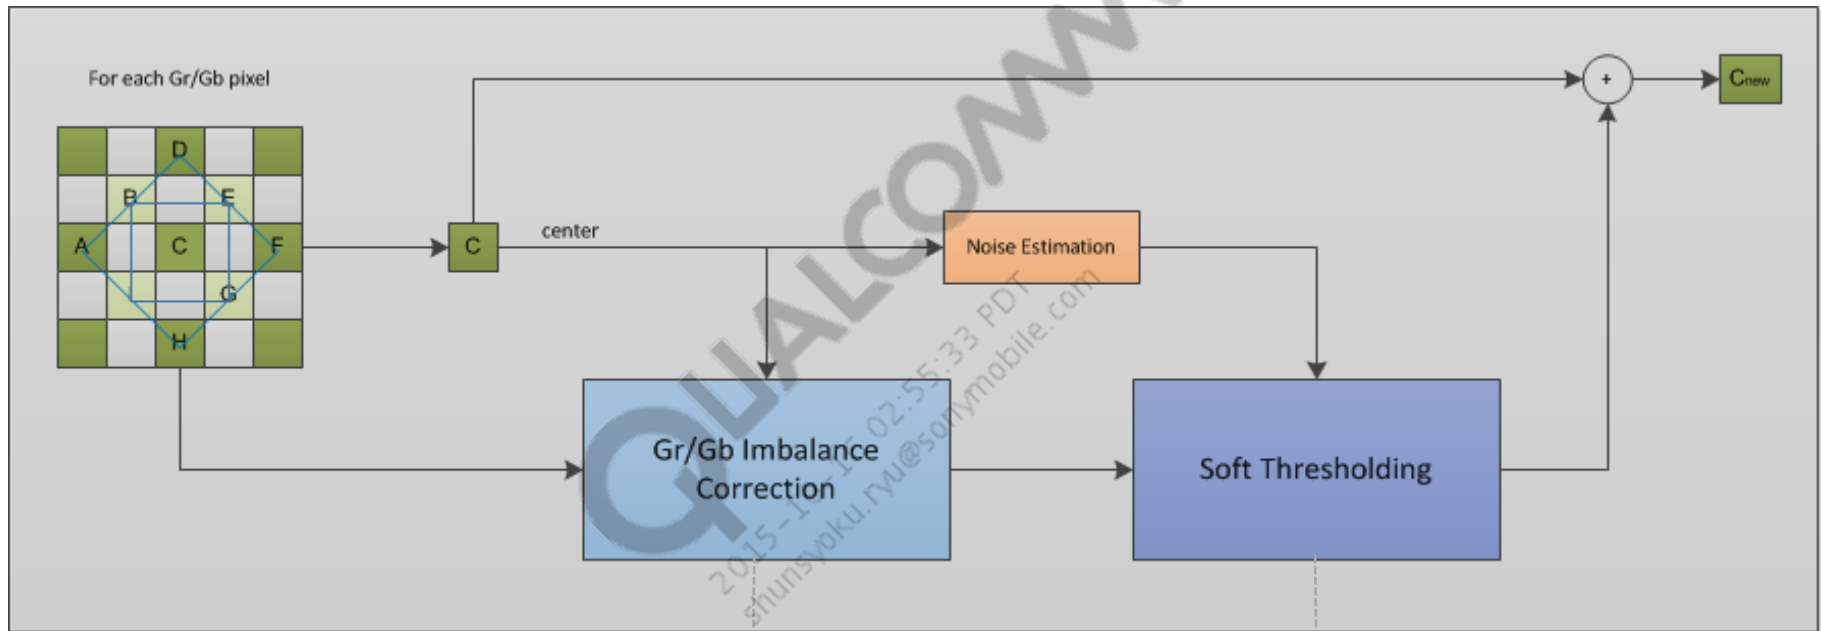 For each Gr/Gb pixel
D
B E
A C F
I G
H
C
center
Noise Estimation
+
Cnew
Gr/Gb Imbalance
Correction
Soft Thresholding
QUALCOMM
02:55:33 PDT
shunsyoku.ryu@sonymobile.com